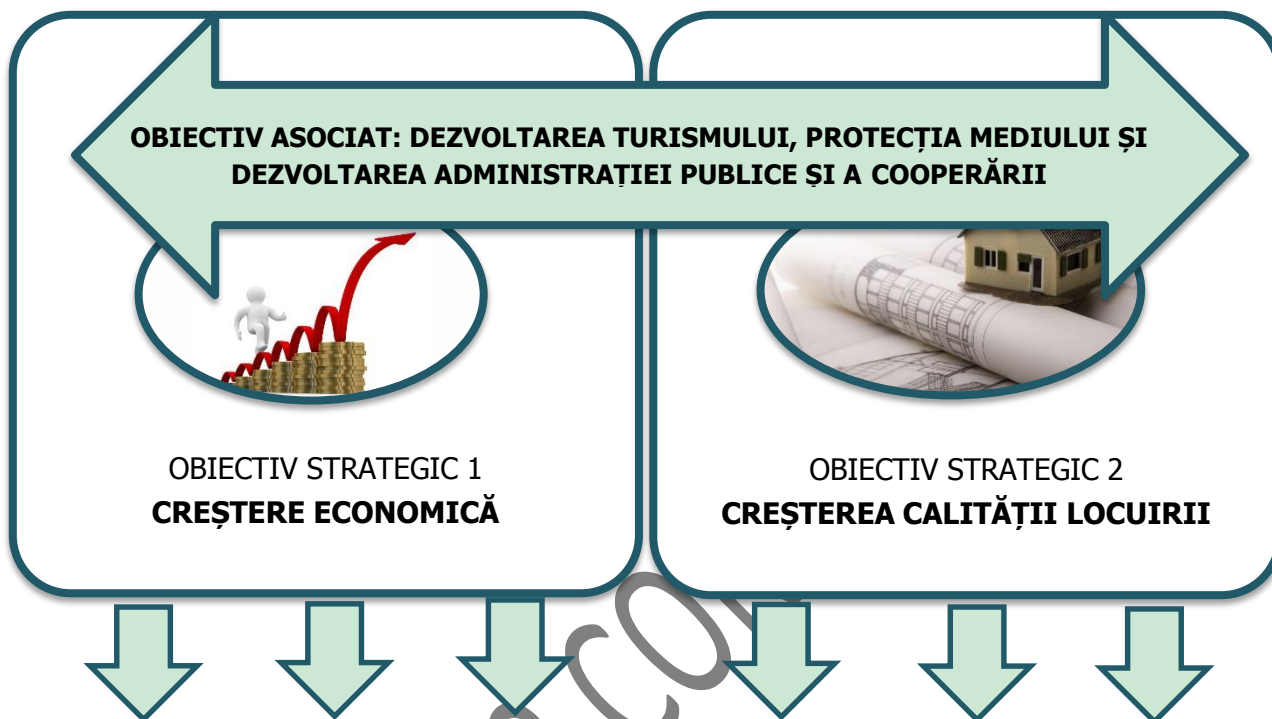 OBIECTIV ASOCIAT: DEZVOLTAREA TURISMULUI, PROTECȚIA MEDIULUI ȘI
DEZVOLTAREA ADMINISTRAȚIEI PUBLICE ȘI A COOPERĂRII
OBIECTIV STRATEGIC 1
CREȘTERE ECONOMICĂ
OBIECTIV STRATEGIC 2
CREȘTEREA CALITĂȚII LOCUIRII